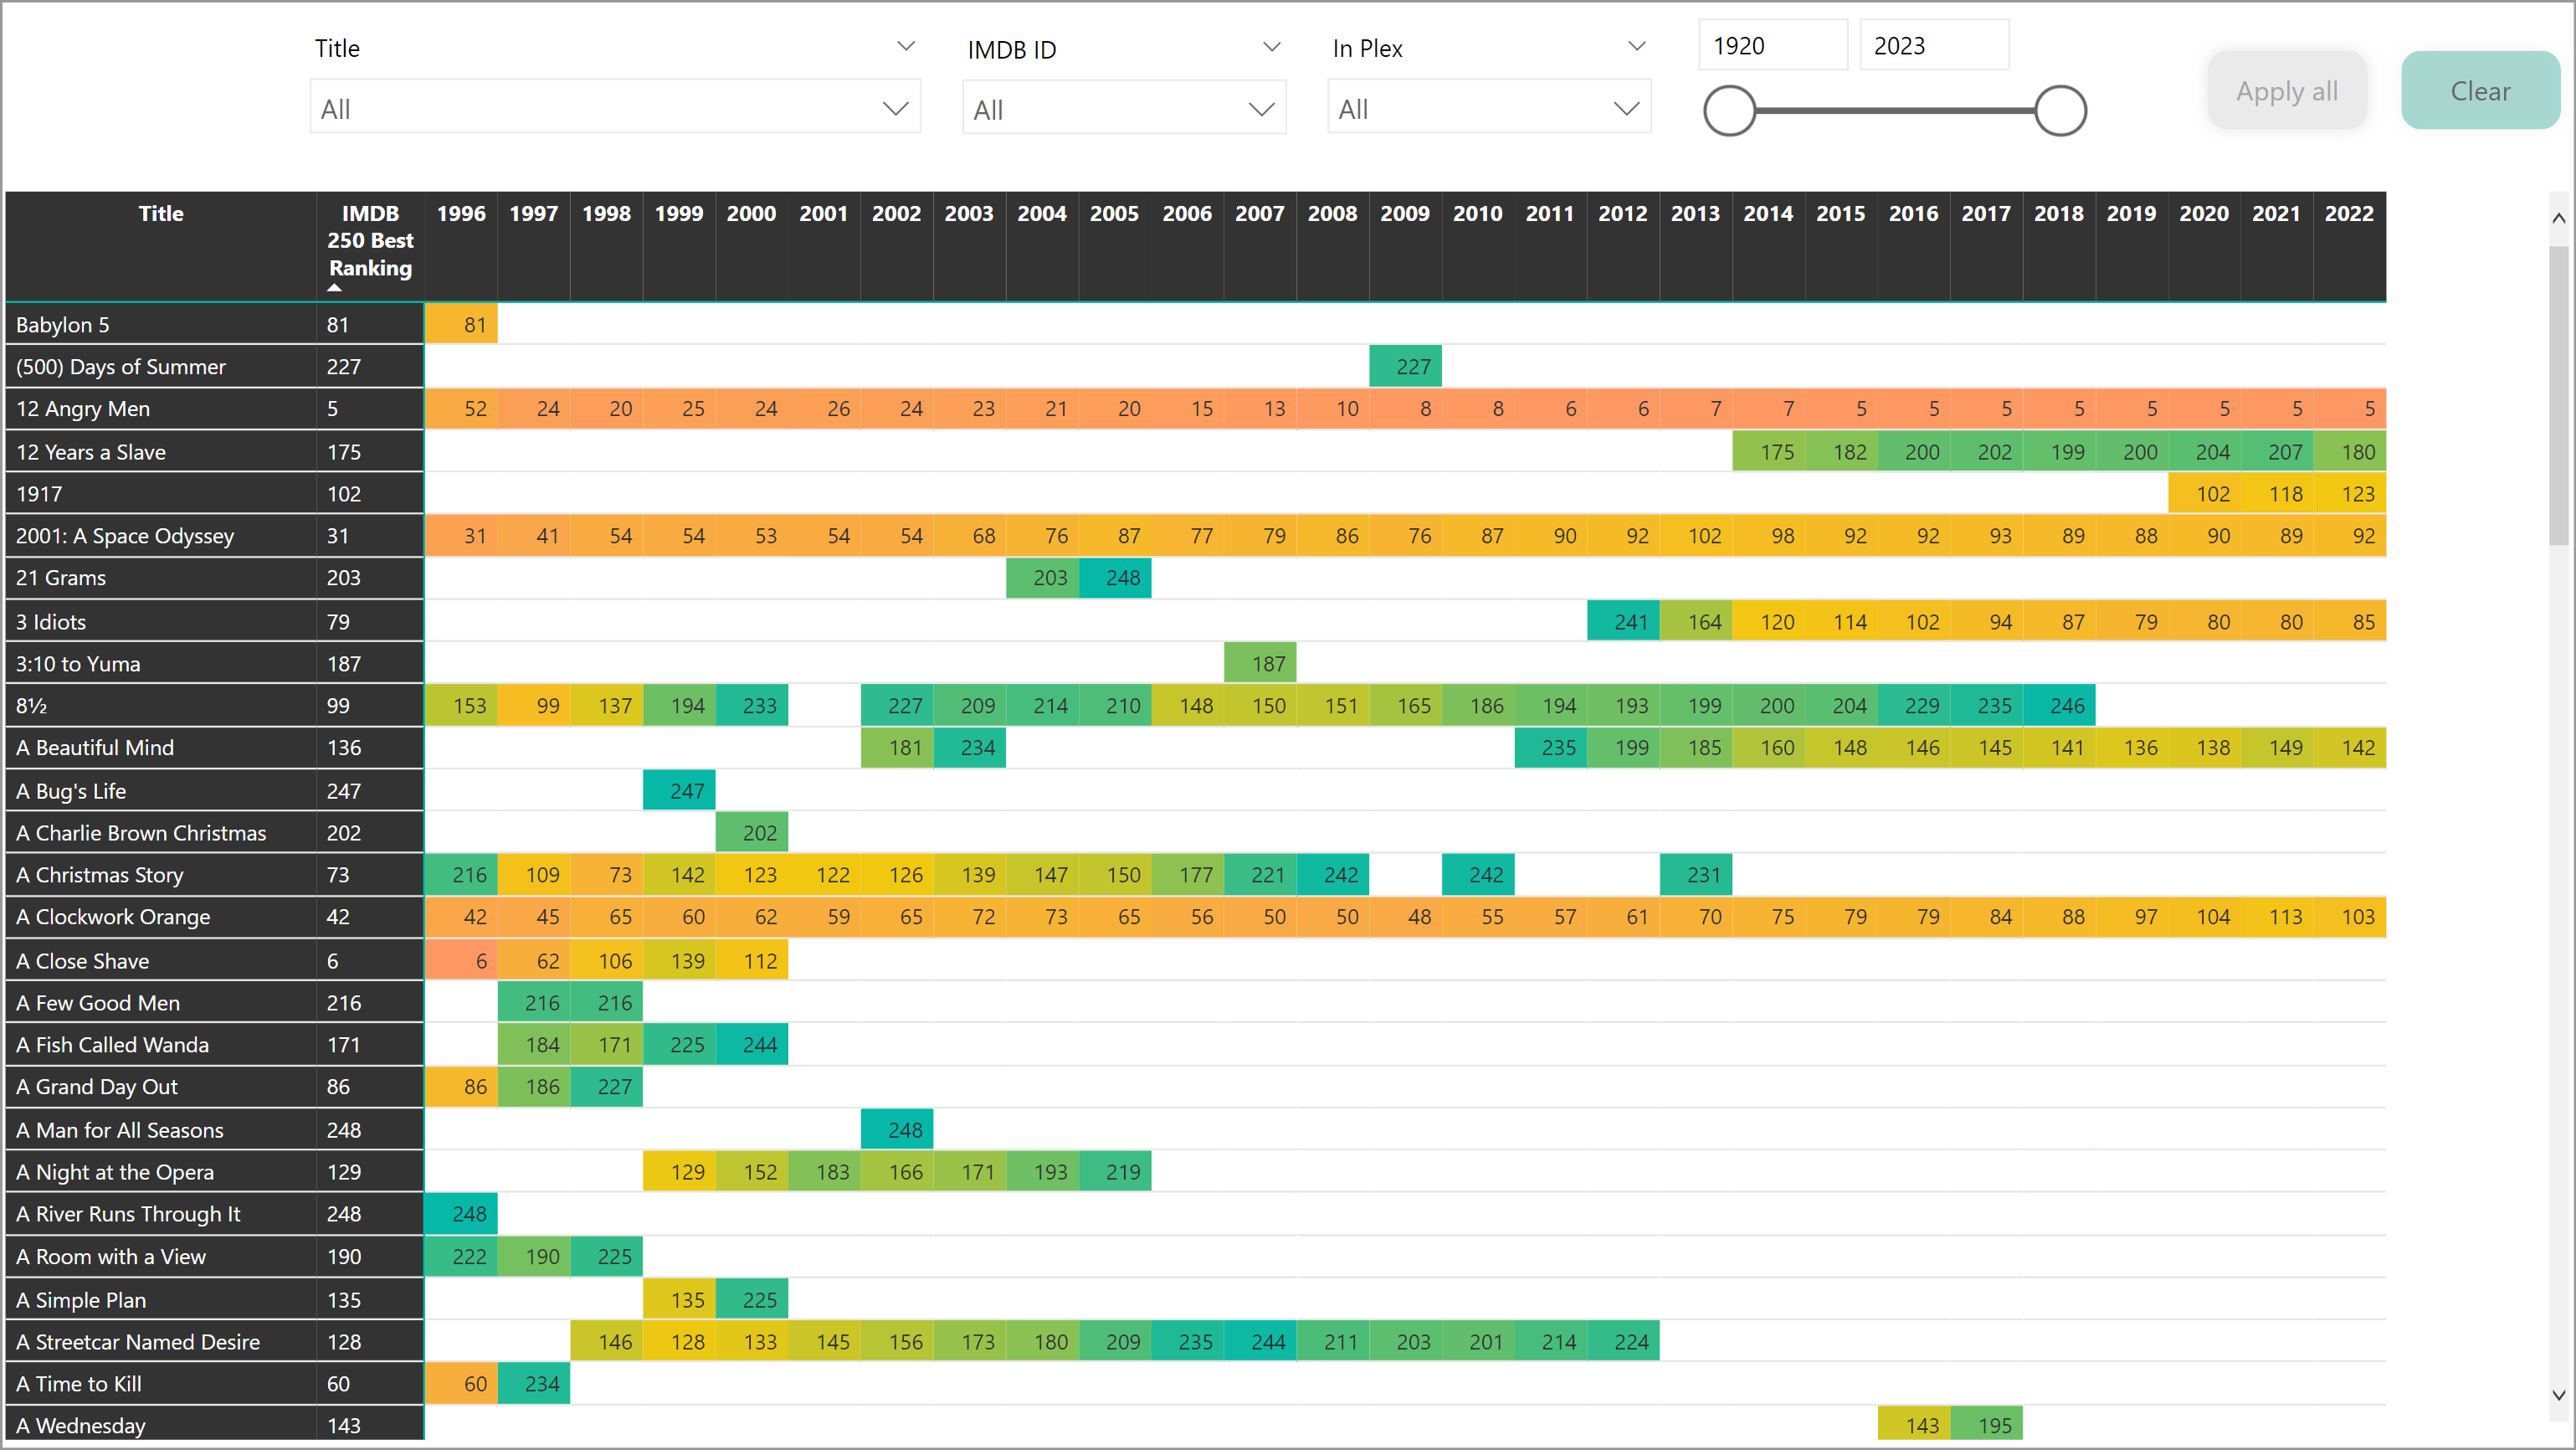 Title IMDB ID In Plex 1920 2023
All All All Apply all Clear
Title IMDB 250 Best Ranking 1996 1997 1998 1999 2000 2001 2002 2003 2004 2005 2006 2007 2008 2009 2010 2011 2012 2013 2014 2015 2016 2017 2018 2019 2020 2021 2022
Babylon 5 81 81
(500) Days of Summer 227 227
12 Angry Men 5 52 24 20 25 24 26 24 23 21 20 15 13 10 8 8 6 6 7 7 5 5 5 5 5 5 5 5
12 Years a Slave 175 175 182 200 202 199 200 204 207 180
1917 102 102 118 123
2001: A Space Odyssey 31 31 41 54 54 53 54 54 68 76 87 77 79 86 76 87 90 92 102 98 92 92 93 89 88 90 89 92
21 Grams 203 203 248
3 Idiots 79 241 164 120 114 102 94 87 79 80 80 85
3:10 to Yuma 187 187
8½ 99 153 99 137 194 233 227 209 214 210 148 150 151 165 186 194 193 199 200 204 229 235 246
A Beautiful Mind 136 181 234 235 199 185 160 148 146 145 141 136 138 149 142
A Bug's Life 247 247
A Charlie Brown Christmas 202 202
A Christmas Story 73 216 109 73 142 123 122 126 139 147 150 177 221 242 242 231
A Clockwork Orange 42 42 45 65 60 62 59 65 72 73 65 56 50 50 48 55 57 61 70 75 79 79 84 88 97 104 113 103
A Close Shave 6 6 62 106 139 112
A Few Good Men 216 216 216
A Fish Called Wanda 171 184 171 225 244
A Grand Day Out 86 86 186 227
A Man for All Seasons 248 248
A Night at the Opera 129 129 152 183 166 171 193 219
A River Runs Through It 248 248
A Room with a View 190 222 190 225
A Simple Plan 135 135 225
A Streetcar Named Desire 128 146 128 133 145 156 173 180 209 235 244 211 203 201 214 224
A Time to Kill 60 60 234
A Wednesday 143 143 195